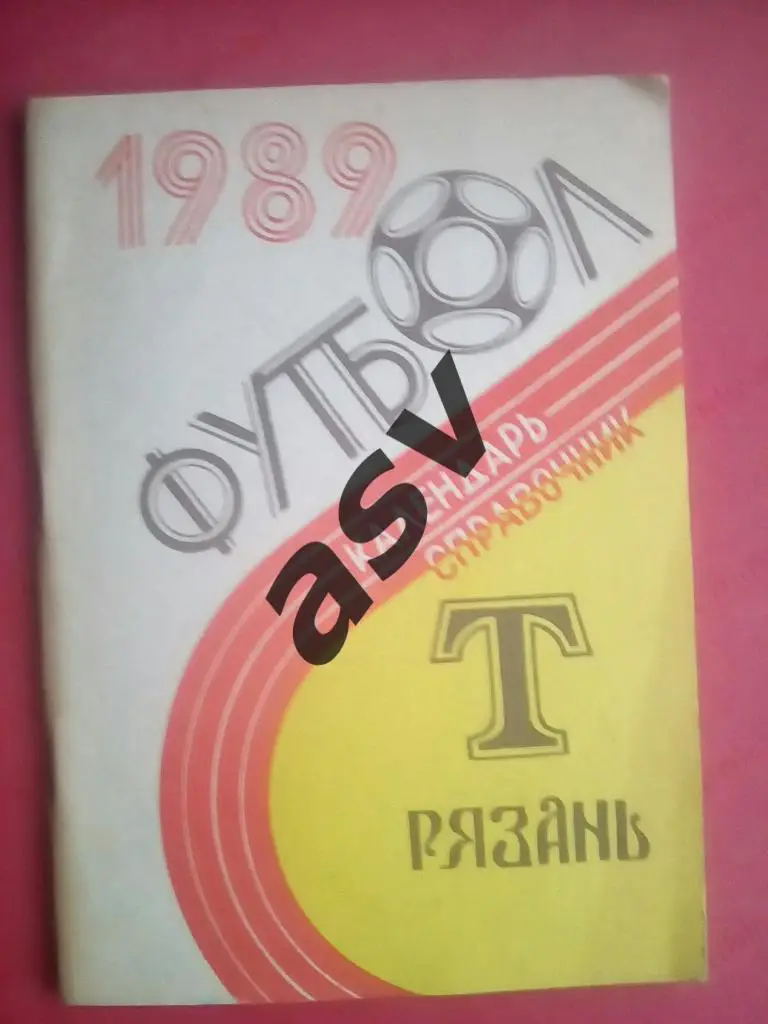 1989
ФУТБОЛ
КАЛЕНДАРЬ
СПРАВОЧНИК
asv
Т
РЯЗАНЬ